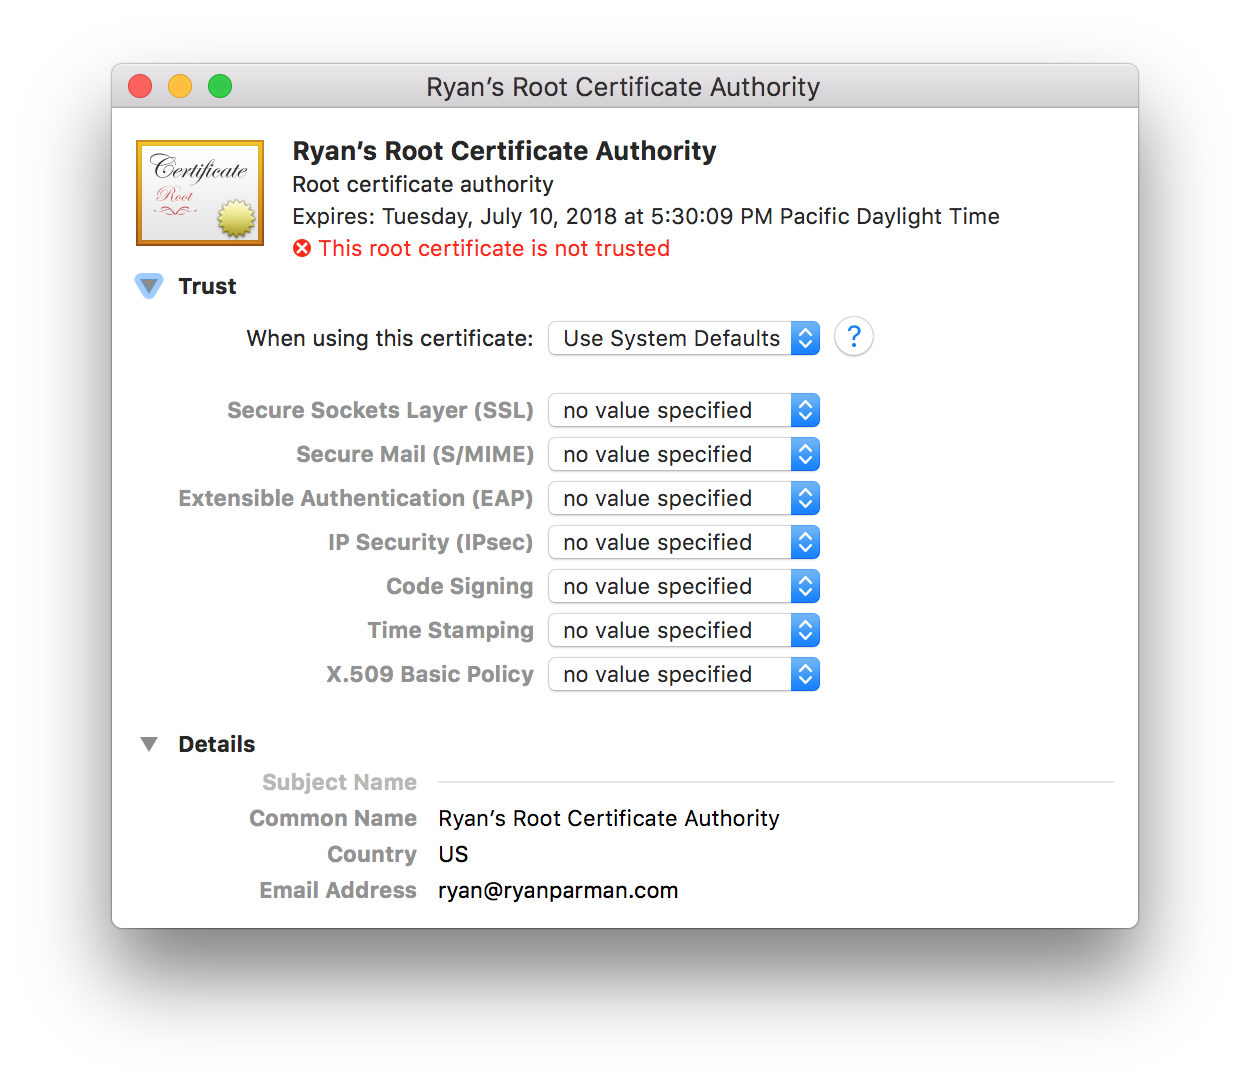 Ryan’s Root Certificate Authority
Certificate
Root
Ryan’s Root Certificate Authority
Root certificate authority
Expires: Tuesday, July 10, 2018 at 5:30:09 PM Pacific Daylight Time
This root certificate is not trusted
Trust
When using this certificate: Use System Defaults ?
Secure Sockets Layer (SSL) no value specified
Secure Mail (S/MIME) no value specified
Extensible Authentication (EAP) no value specified
IP Security (IPsec) no value specified
Code Signing no value specified
Time Stamping no value specified
X.509 Basic Policy no value specified
Details
Subject Name
Common Name Ryan’s Root Certificate Authority
Country US
Email Address ryan@ryanparman.com